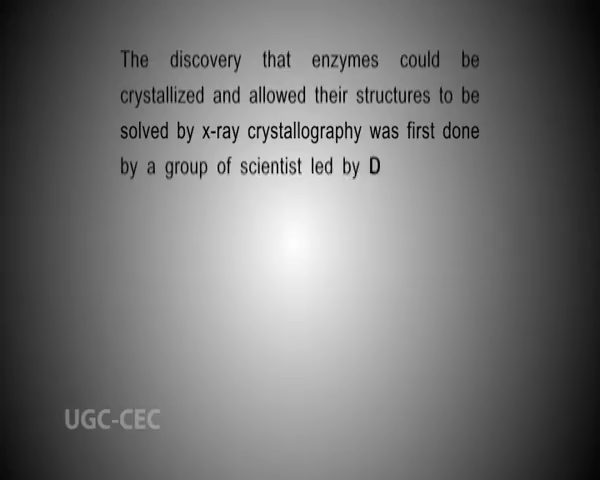 The discovery that enzymes could be
crystallized and allowed their structures to be
solved by x-ray crystallography was first done
by a group of scientist led by D
UGC-CEC